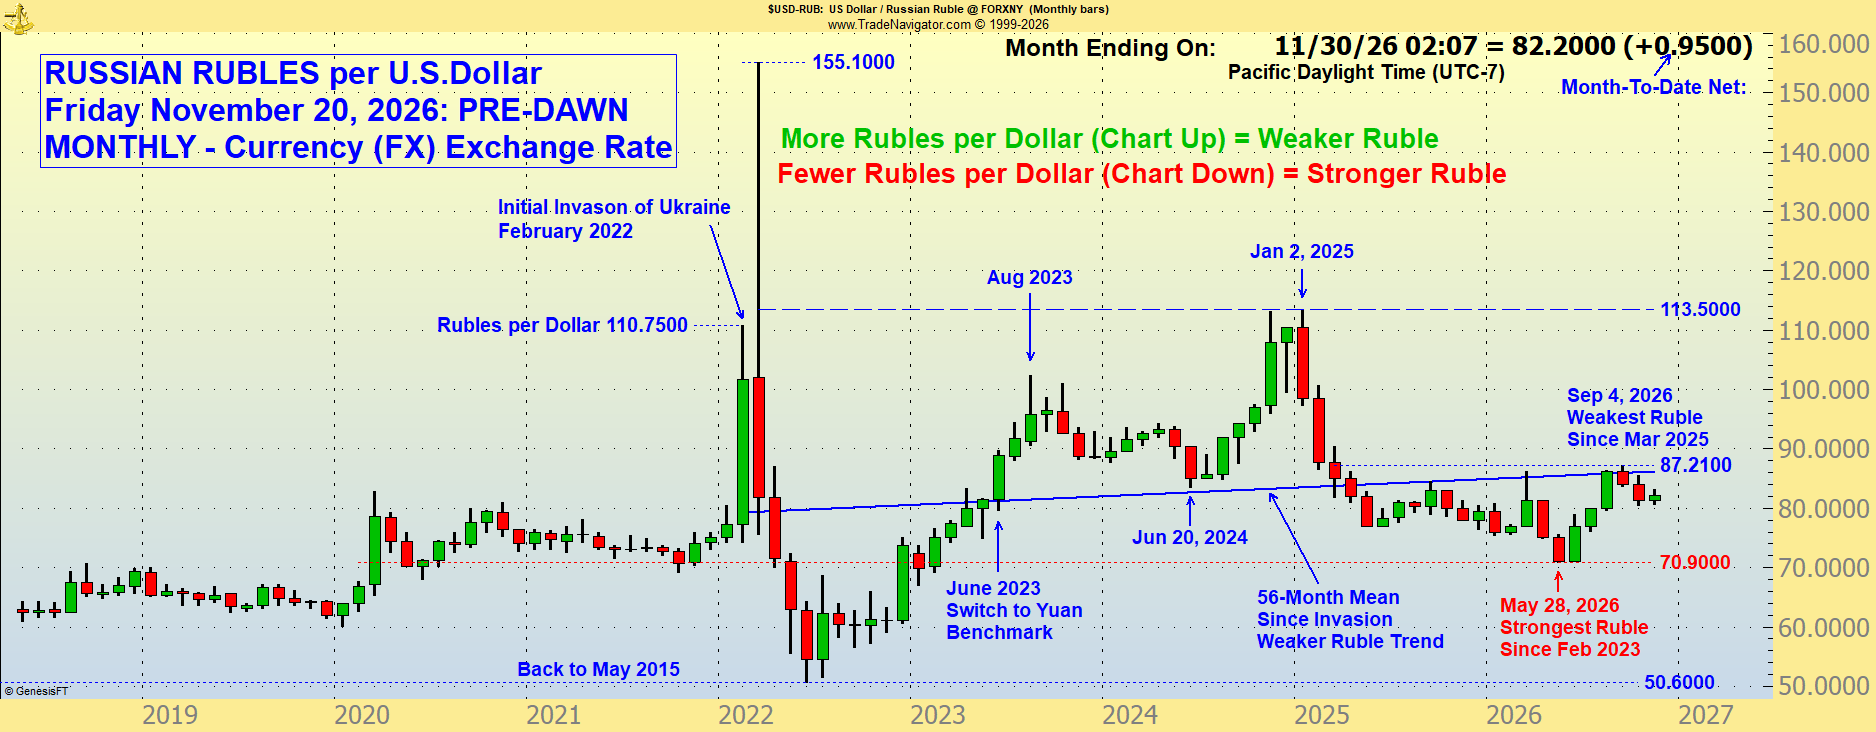 $USD-RUB: US Dollar / Russian Ruble @ FORXNY (Monthly bars)
www.TradeNavigator.com © 1999-2026
Month Ending On: 11/30/26 02:07 = 82.2000 (+0.9500)
Pacific Daylight Time (UTC-7)
Month-To-Date Net:
RUSSIAN RUBLES per U.S.Dollar
Friday November 20, 2026: PRE-DAWN
MONTHLY - Currency (FX) Exchange Rate
155.1000
More Rubles per Dollar (Chart Up) = Weaker Ruble
Fewer Rubles per Dollar (Chart Down) = Stronger Ruble
Initial Invason of Ukraine
February 2022
Jan 2, 2025
Aug 2023
Rubles per Dollar 110.7500
113.5000
Sep 4, 2026
Weakest Ruble
Since Mar 2025
87.2100
Jun 20, 2024
70.9000
June 2023
Switch to Yuan
Benchmark
56-Month Mean
Since Invasion
Weaker Ruble Trend
May 28, 2026
Strongest Ruble
Since Feb 2023
Back to May 2015
50.6000
© GenesisFT
160.000
150.000
140.000
130.000
120.000
110.000
100.000
90.0000
80.0000
70.0000
60.0000
50.0000
2019 2020 2021 2022 2023 2024 2025 2026 2027